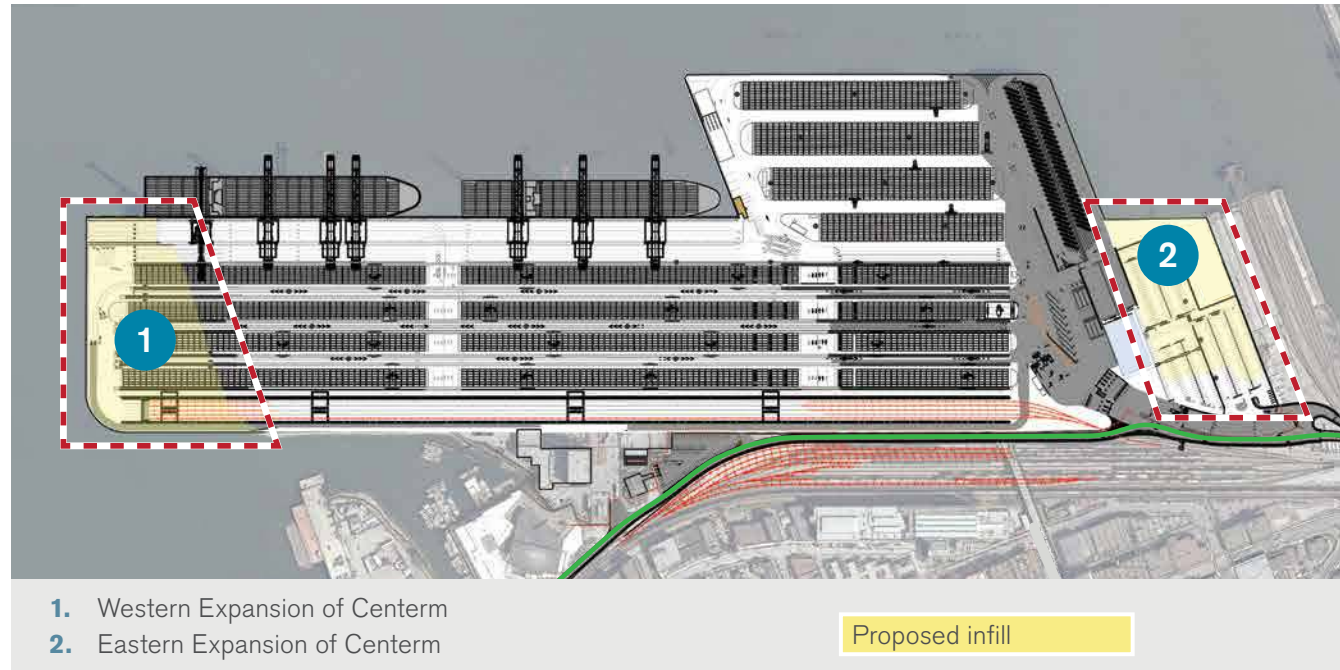 1
2
1. Western Expansion of Centerm
2. Eastern Expansion of Centerm
Proposed infill